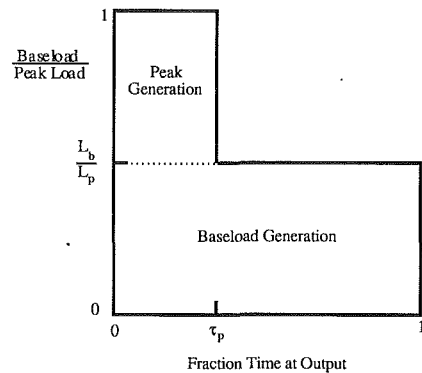 1
Baseload
Peak Load
Peak
Generation
L_b
L_p
Baseload Generation
0
0
τ_p
1
Fraction Time at Output